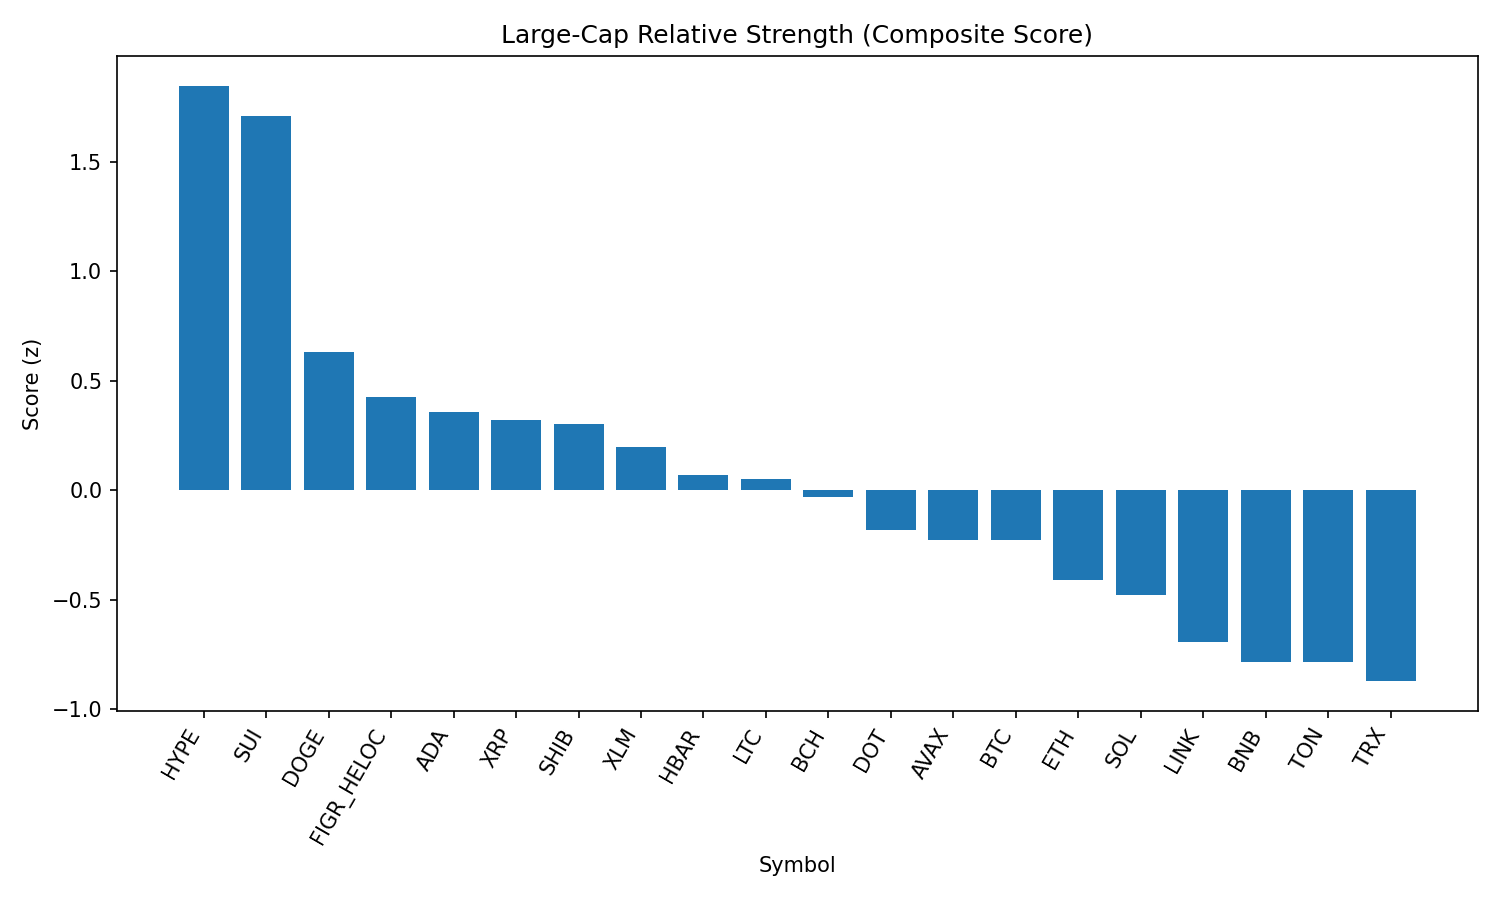 Large-Cap Relative Strength (Composite Score)
Score (z)
1.5
1.0
0.5
0.0
−0.5
−1.0
HYPE
SUI
DOGE
FIGR_HELOC
ADA
XRP
SHIB
XLM
HBAR
LTC
BCH
DOT
AVAX
BTC
ETH
SOL
LINK
BNB
TON
TRX
Symbol